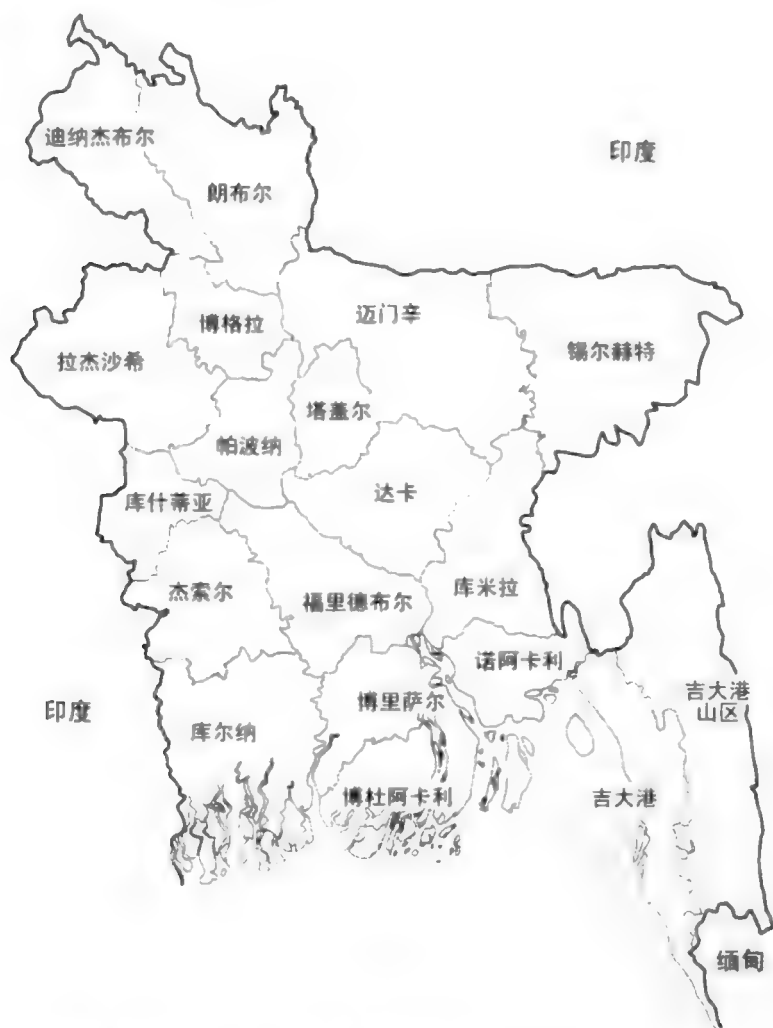 迪纳杰布尔
印度
朗布尔
迈门辛
博格拉
锡尔赫特
拉杰沙希
塔盖尔
帕波纳
达卡
库什蒂亚
杰索尔
福里德布尔
库米拉
诺阿卡利
吉大港
山区
博里萨尔
印度
库尔纳
博杜阿卡利
吉大港
缅甸